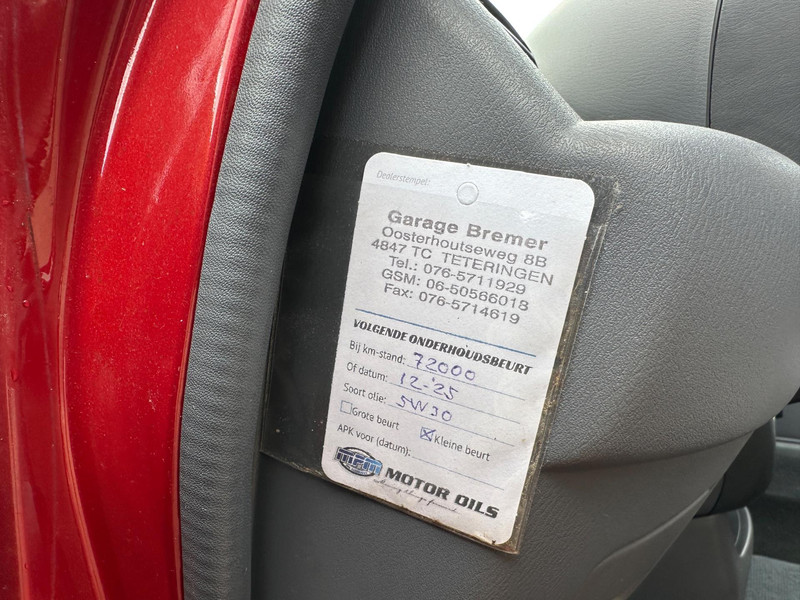 Dealerstempel:
Garage Bremer
Oosterhoutseweg 8B
4847 TC TETERINGEN
Tel.: 076-5711929
GSM: 06-50566018
Fax: 076-5714619
VOLGENDE ONDERHOUDSBEURT
Bij km-stand: 72000
Of datum: 12-'25
Soort olie: 5W30
Grote beurt Kleine beurt
APK voor (datum):
MPM MOTOR OILS